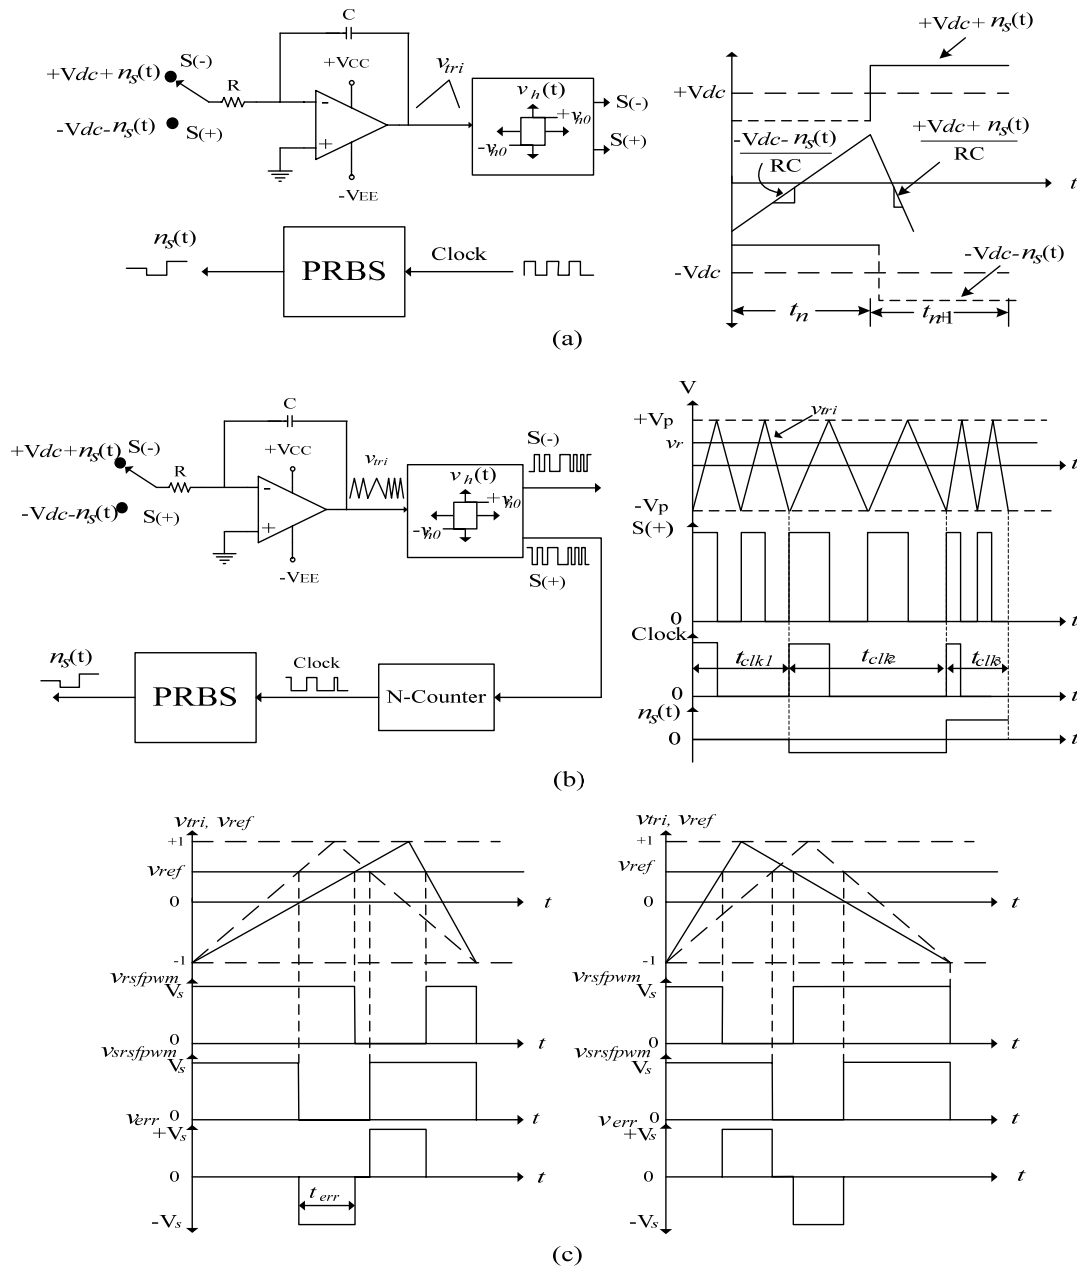 C
+Vdc+ns(t)
S(-)
R
-Vdc-ns(t)
S(+)
+VCC
-
+
-VEE
vtri
vh(t)
+vh0
-vh0
S(-)
S(+)
ns(t)
PRBS
Clock
+Vdc+ns(t)
+Vdc
-Vdc-ns(t)
RC
+Vdc+ns(t)
RC
t
-Vdc
-Vdc-ns(t)
tn
tn+1
(a)
C
+Vdc+ns(t)
S(-)
R
-Vdc-ns(t)
S(+)
+VCC
-
+
-VEE
vtri
vh(t)
+vh0
-vh0
S(-)
S(+)
ns(t)
PRBS
Clock
N-Counter
V
+Vp
vtri
vr
t
-Vp
S(+)
0
t
Clock
tclk1
tclk2
tclk3
0
t
ns(t)
0
t
(b)
vtri, vref
+1
vref
0
t
-1
vrsfpwm
Vs
0
t
vsrsfpwm
Vs
0
t
verr
+Vs
0
t
terr
-Vs
vtri, vref
+1
vref
0
t
-1
vrsfpwm
Vs
0
t
vsrsfpwm
Vs
0
t
verr
+Vs
0
t
-Vs
(c)